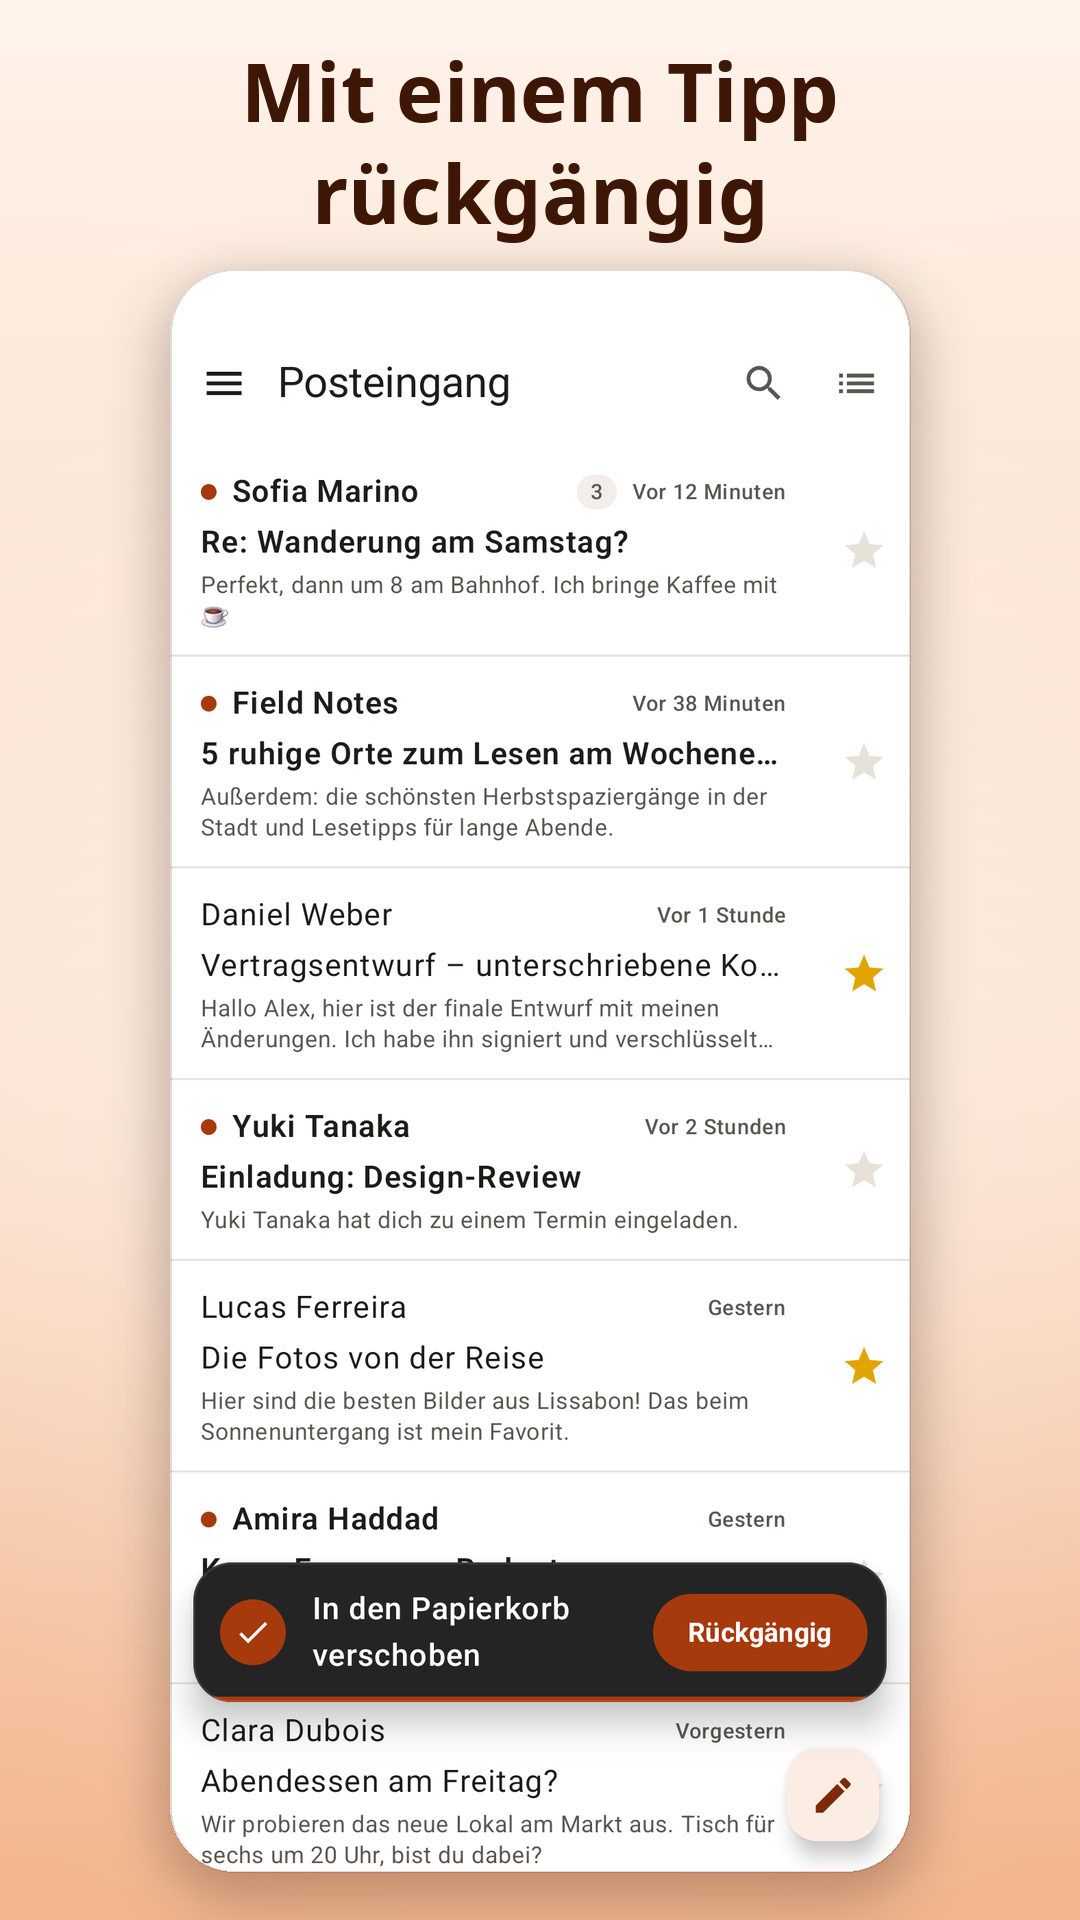 Mit einem Tipp
rückgängig
Posteingang
Sofia Marino 3 Vor 12 Minuten
Re: Wanderung am Samstag?
Perfekt, dann um 8 am Bahnhof. Ich bringe Kaffee mit
☕
Field Notes Vor 38 Minuten
5 ruhige Orte zum Lesen am Wochene…
Außerdem: die schönsten Herbstspaziergänge in der
Stadt und Lesetipps für lange Abende.
Daniel Weber Vor 1 Stunde
Vertragsentwurf – unterschriebene Ko…
Hallo Alex, hier ist der finale Entwurf mit meinen
Änderungen. Ich habe ihn signiert und verschlüsselt…
Yuki Tanaka Vor 2 Stunden
Einladung: Design-Review
Yuki Tanaka hat dich zu einem Termin eingeladen.
Lucas Ferreira Gestern
Die Fotos von der Reise
Hier sind die besten Bilder aus Lissabon! Das beim
Sonnenuntergang ist mein Favorit.
Amira Haddad Gestern
In den Papierkorb
verschoben
Rückgängig
Clara Dubois Vorgestern
Abendessen am Freitag?
Wir probieren das neue Lokal am Markt aus. Tisch für
sechs um 20 Uhr, bist du dabei?